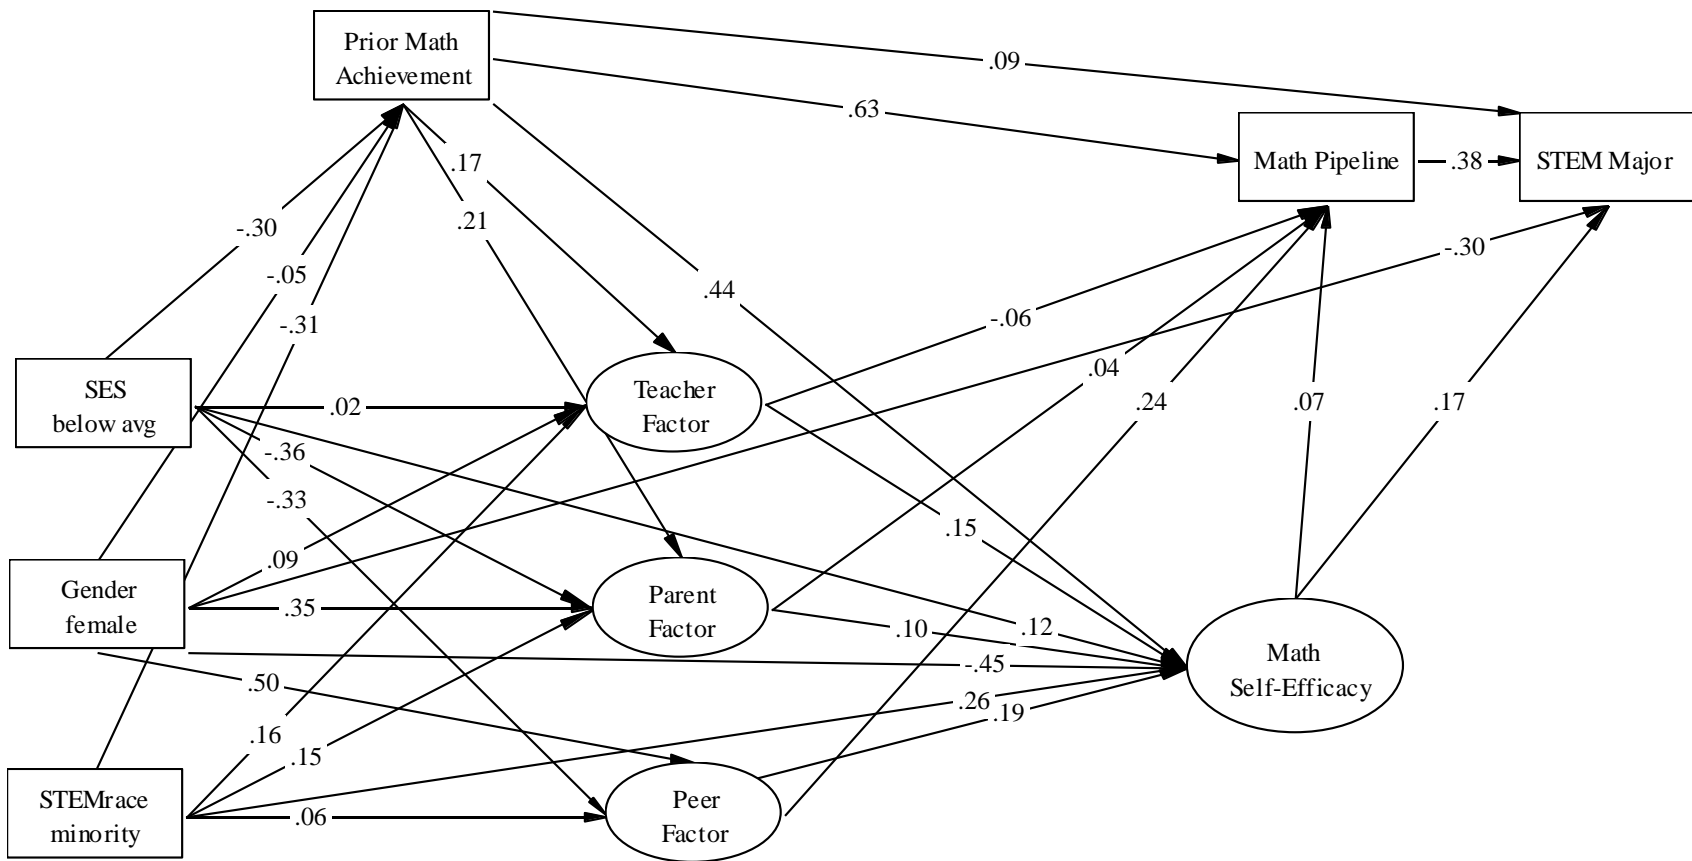 Prior Math
Achievement
.09
.63
Math Pipeline
.38
STEM Major
.17
.21
-.30
-.05
-.31
.44
-.30
-.06
.04
.24
.07
.17
SES
below avg
.02
Teacher
Factor
-.36
-.33
.15
.09
Gender
female
.35
Parent
Factor
.10
.12
-.45
Math
Self-Efficacy
.50
.26
.19
.16
.15
STEMrace
minority
.06
Peer
Factor